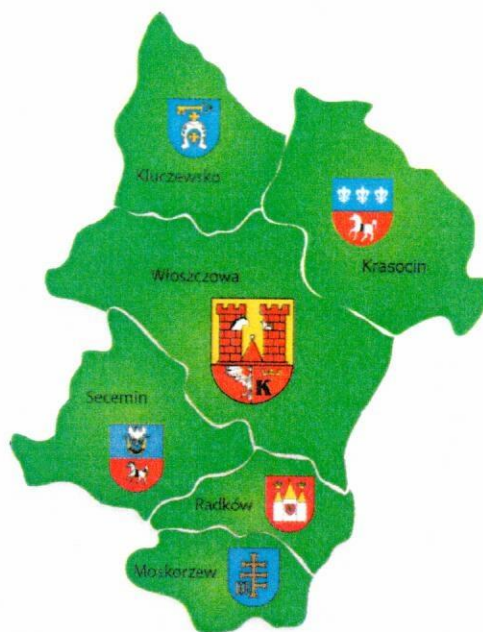 Kluczewsko
Krasocin
Włoszczowa
K
Secemin
Radków
Moskorzew